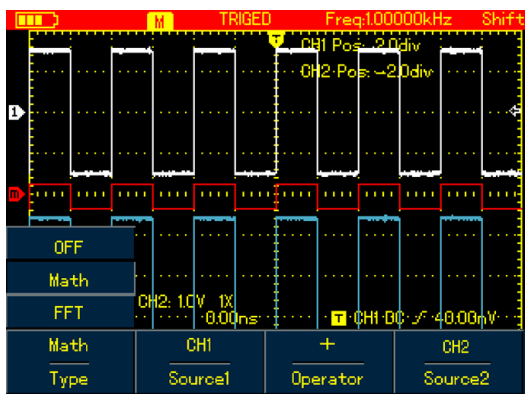 M TRIGED Freq:1.00000kHz Shift
T CH1 Pos: 2.0div
CH2 Pos: -2.0div
1
m
OFF
Math
FFT
CH2: 1.0V 1X
0.00ns T CH1 DC 40.00mV
Math CH1 + CH2
Type Source1 Operator Source2